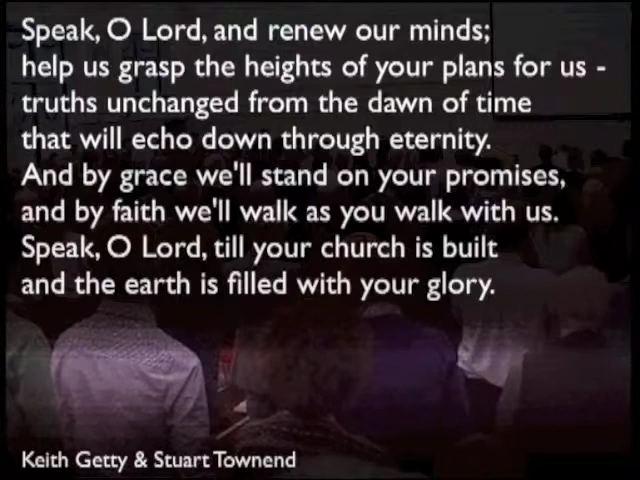 Speak, O Lord, and renew our minds;
help us grasp the heights of your plans for us -
truths unchanged from the dawn of time
that will echo down through eternity.
And by grace we'll stand on your promises,
and by faith we'll walk as you walk with us.
Speak, O Lord, till your church is built
and the earth is filled with your glory.
Keith Getty & Stuart Townend